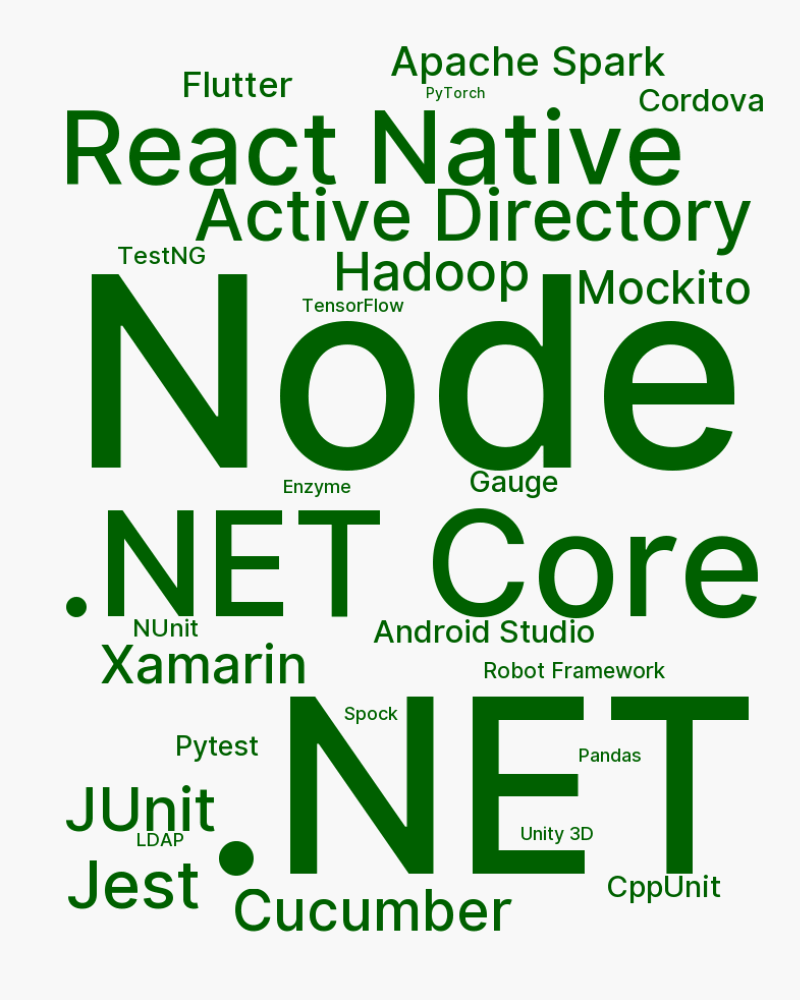 Apache Spark
Flutter
PyTorch
Cordova
React Native
Active Directory
TestNG
Hadoop
Mockito
TensorFlow
Node
Enzyme
Gauge
.NET Core
NUnit
Android Studio
Xamarin
Robot Framework
Spock
Pytest
.NET
Pandas
JUnit
LDAP
Unity 3D
Jest
CppUnit
Cucumber